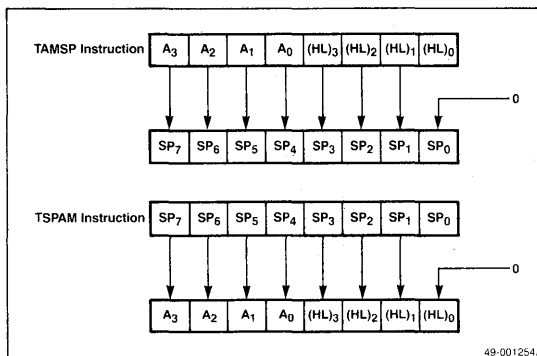 TAMSP Instruction A₃ A₂ A₁ A₀ (HL)₃ (HL)₂ (HL)₁ (HL)₀
0
SP₇ SP₆ SP₅ SP₄ SP₃ SP₂ SP₁ SP₀
TSPAM Instruction SP₇ SP₆ SP₅ SP₄ SP₃ SP₂ SP₁ SP₀
0
A₃ A₂ A₁ A₀ (HL)₃ (HL)₂ (HL)₁ (HL)₀
49-001254.